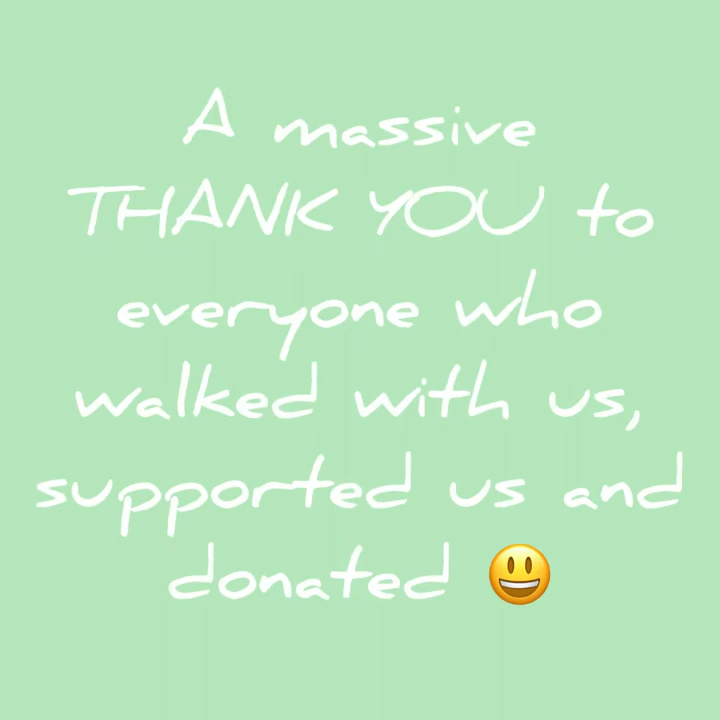 A massive
THANK YOU to
everyone who
walked with us,
supported us and
donated 😃